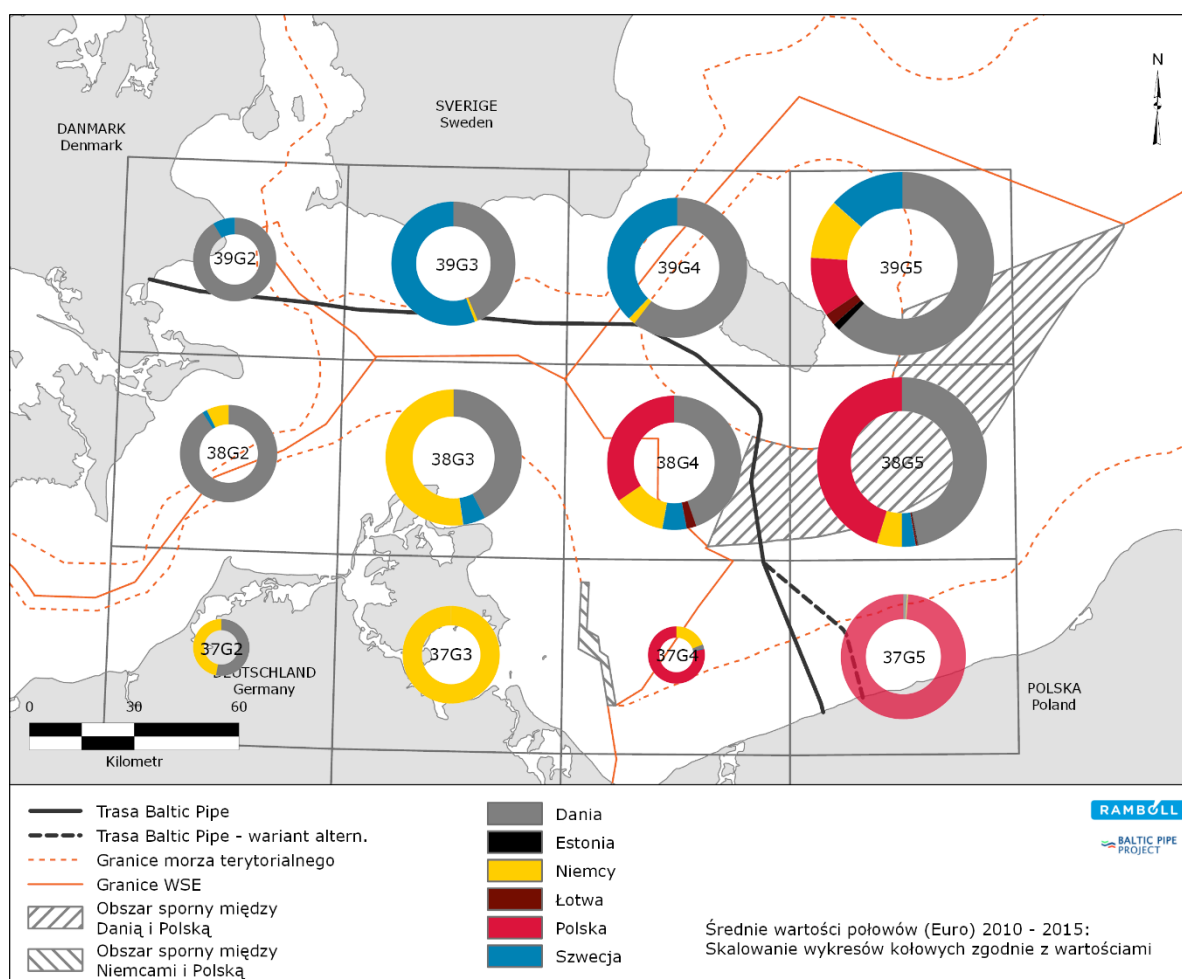 N
SVERIGE
Sweden
DANMARK
Denmark
39G2
39G3
39G4
39G5
38G2
38G3
38G4
38G5
37G2
37G3
37G4
37G5
DEUTSCHLAND
Germany
POLSKA
Poland
0 30 60
Kilometr
Trasa Baltic Pipe
Trasa Baltic Pipe - wariant altern.
Granice morza terytorialnego
Granice WSE
Obszar sporny między
Danią i Polską
Obszar sporny między
Niemcami i Polską
Dania
Estonia
Niemcy
Łotwa
Polska
Szwecja
RAMBOLL
BALTIC PIPE
PROJECT
Średnie wartości połowów (Euro) 2010 - 2015:
Skalowanie wykresów kołowych zgodnie z wartościami